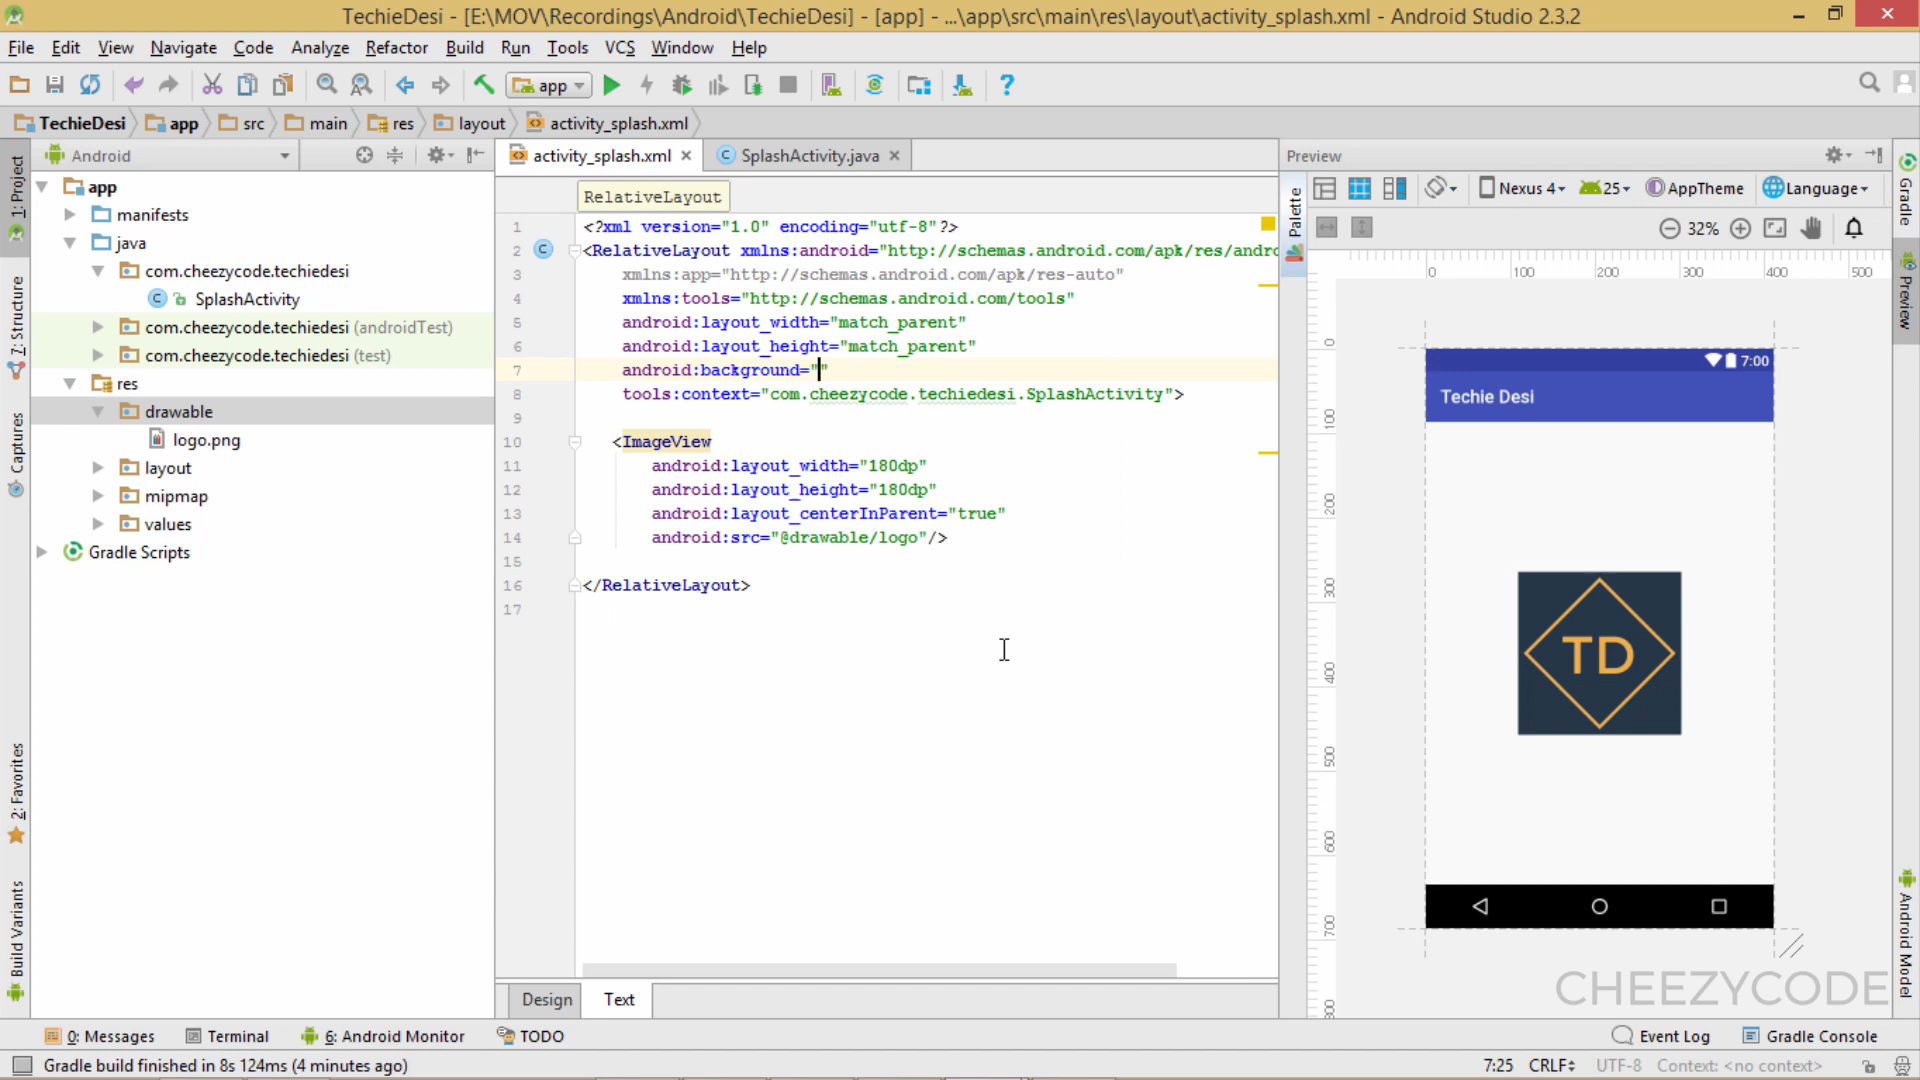 TechieDesi - [E:\MOV\Recordings\Android\TechieDesi] - [app] - ...\app\src\main\res\layout\activity_splash.xml - Android Studio 2.3.2
File Edit View Navigate Code Analyze Refactor Build Run Tools VCS Window Help
app
TechieDesi app src main res layout activity_splash.xml
Android
activity_splash.xml SplashActivity.java
Preview
1: Project
7: Structure
Captures
2: Favorites
Build Variants
app
manifests
java
com.cheezycode.techiedesi
SplashActivity
com.cheezycode.techiedesi (androidTest)
com.cheezycode.techiedesi (test)
res
drawable
logo.png
layout
mipmap
values
Gradle Scripts
RelativeLayout
1 <?xml version="1.0" encoding="utf-8"?>
2 <RelativeLayout xmlns:android="http://schemas.android.com/apk/res/andro
3 xmlns:app="http://schemas.android.com/apk/res-auto"
4 xmlns:tools="http://schemas.android.com/tools"
5 android:layout_width="match_parent"
6 android:layout_height="match_parent"
7 android:background=""
8 tools:context="com.cheezycode.techiedesi.SplashActivity">
9
10 <ImageView
11 android:layout_width="180dp"
12 android:layout_height="180dp"
13 android:layout_centerInParent="true"
14 android:src="@drawable/logo"/>
15
16 </RelativeLayout>
17
Design Text
Palette
Nexus 4 25 AppTheme Language
32%
0 100 200 300 400 500
0
100
200
300
400
500
600
700
800
7:00
Techie Desi
TD
CHEEZYCODE
Gradle
Preview
Android Model
0: Messages Terminal 6: Android Monitor TODO Event Log Gradle Console
Gradle build finished in 8s 124ms (4 minutes ago) 7:25 CRLF UTF-8 Context: <no context>